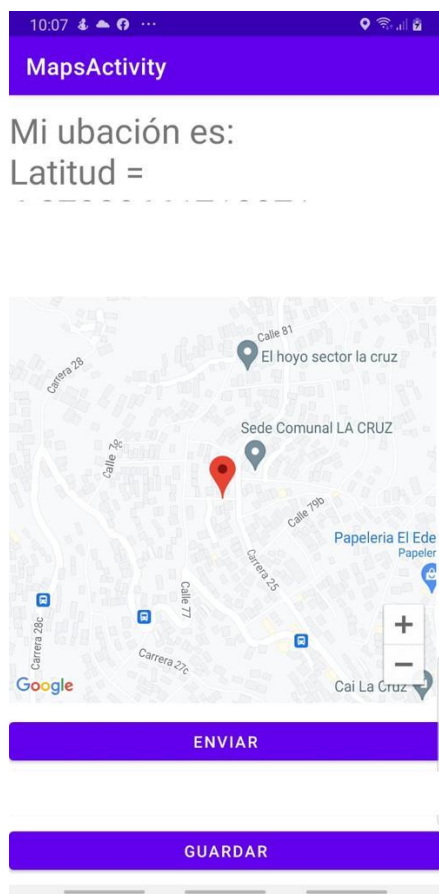 10:07
MapsActivity
Mi ubación es:
Latitud =
Calle 81
El hoyo sector la cruz
Carrera 28
Sede Comunal LA CRUZ
Calle 79c
Calle 79b
Papeleria El Ede
Papeler
Carrera 25
Calle 77
Carrera 28c
Carrera 27c
+
−
Google
Cai La Cruz
ENVIAR
GUARDAR